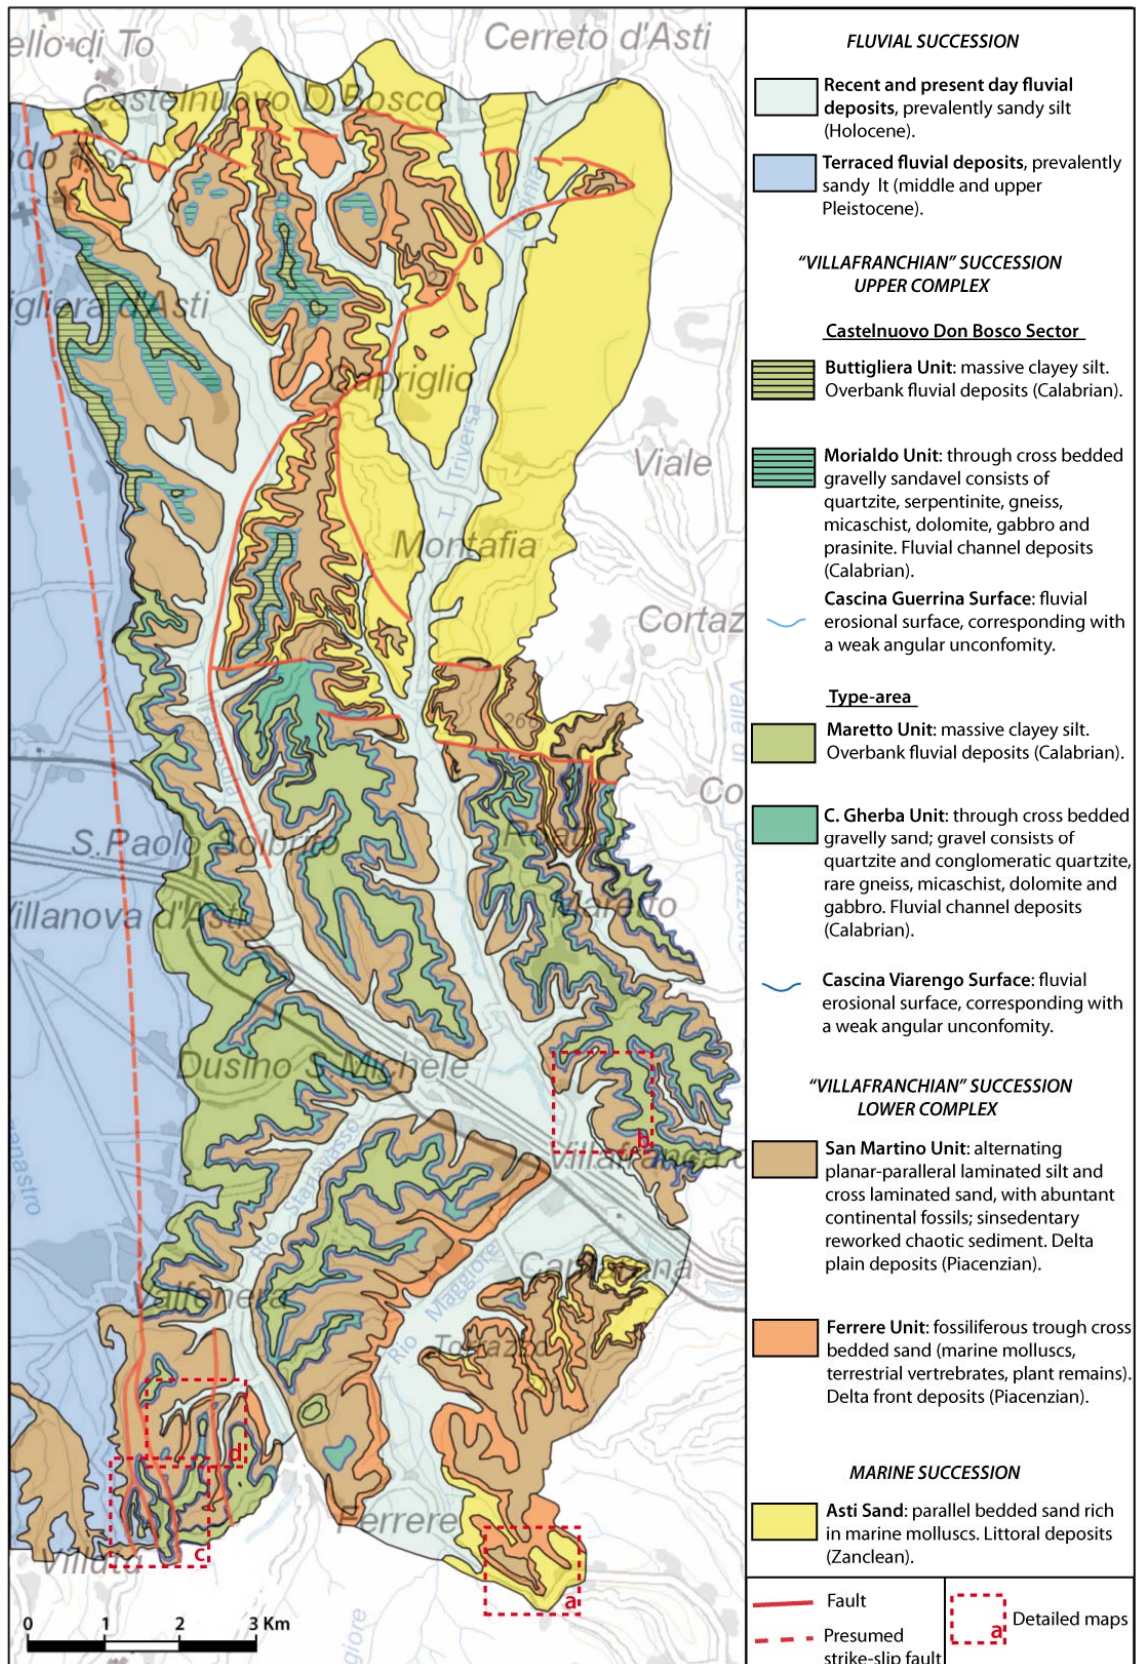 ello di To
Cerreto d'Asti
Castelnuovo D. Bosco
ndo Rise
igliera d'Asti
Capriglio
T. Triversa
Viale
Montafia
Cortaz
Co
S.Paolo Solbrito
Villanova d'Asti
Maretto
Dusino S.Michele
b
Rio Stanavasso
Valfenera
Rio Maggiore
d
c
Ferrere
a
0 1 2 3 Km
FLUVIAL SUCCESSION
Recent and present day fluvial
deposits, prevalently sandy silt
(Holocene).
Terraced fluvial deposits, prevalently
sandy lt (middle and upper
Pleistocene).
“VILLAFRANCHIAN” SUCCESSION
UPPER COMPLEX
Castelnuovo Don Bosco Sector
Buttigliera Unit: massive clayey silt.
Overbank fluvial deposits (Calabrian).
Morialdo Unit: through cross bedded
gravelly sandavel consists of
quartzite, serpentinite, gneiss,
micaschist, dolomite, gabbro and
prasinite. Fluvial channel deposits
(Calabrian).
Cascina Guerrina Surface: fluvial
erosional surface, corresponding with
a weak angular unconfomity.
Type-area
Maretto Unit: massive clayey silt.
Overbank fluvial deposits (Calabrian).
C. Gherba Unit: through cross bedded
gravelly sand; gravel consists of
quartzite and conglomeratic quartzite,
rare gneiss, micaschist, dolomite and
gabbro. Fluvial channel deposits
(Calabrian).
Cascina Viarengo Surface: fluvial
erosional surface, corresponding with
a weak angular unconfomity.
“VILLAFRANCHIAN” SUCCESSION
LOWER COMPLEX
San Martino Unit: alternating
planar-paralleral laminated silt and
cross laminated sand, with abuntant
continental fossils; sinsedentary
reworked chaotic sediment. Delta
plain deposits (Piacenzian).
Ferrere Unit: fossiliferous trough cross
bedded sand (marine molluscs,
terrestrial vertebrates, plant remains).
Delta front deposits (Piacenzian).
MARINE SUCCESSION
Asti Sand: parallel bedded sand rich
in marine molluscs. Littoral deposits
(Zanclean).
Fault
Presumed
strike-slip fault
a
Detailed maps